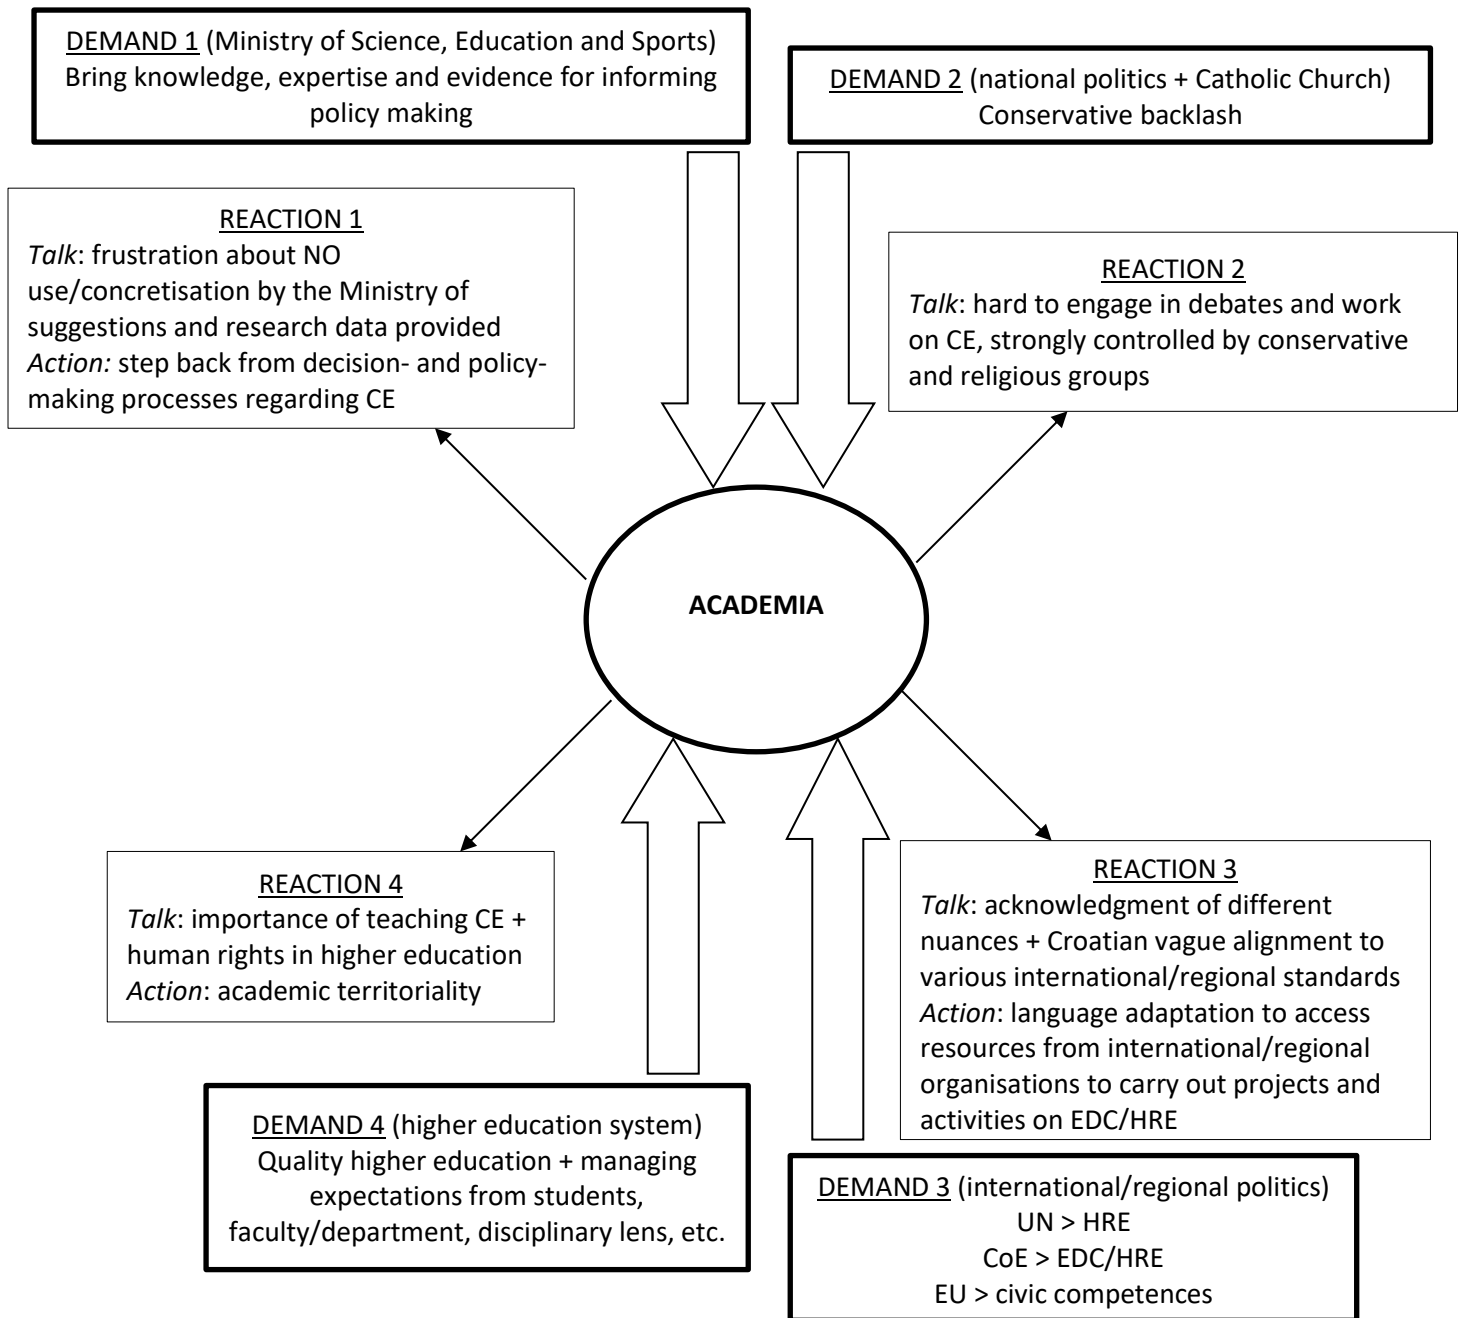 DEMAND 1 (Ministry of Science, Education and Sports)
Bring knowledge, expertise and evidence for informing
policy making
DEMAND 2 (national politics + Catholic Church)
Conservative backlash
REACTION 1
Talk: frustration about NO
use/concretisation by the Ministry of
suggestions and research data provided
Action: step back from decision- and policy-
making processes regarding CE
REACTION 2
Talk: hard to engage in debates and work
on CE, strongly controlled by conservative
and religious groups
ACADEMIA
REACTION 4
Talk: importance of teaching CE +
human rights in higher education
Action: academic territoriality
REACTION 3
Talk: acknowledgment of different
nuances + Croatian vague alignment to
various international/regional standards
Action: language adaptation to access
resources from international/regional
organisations to carry out projects and
activities on EDC/HRE
DEMAND 4 (higher education system)
Quality higher education + managing
expectations from students,
faculty/department, disciplinary lens, etc.
DEMAND 3 (international/regional politics)
UN > HRE
CoE > EDC/HRE
EU > civic competences